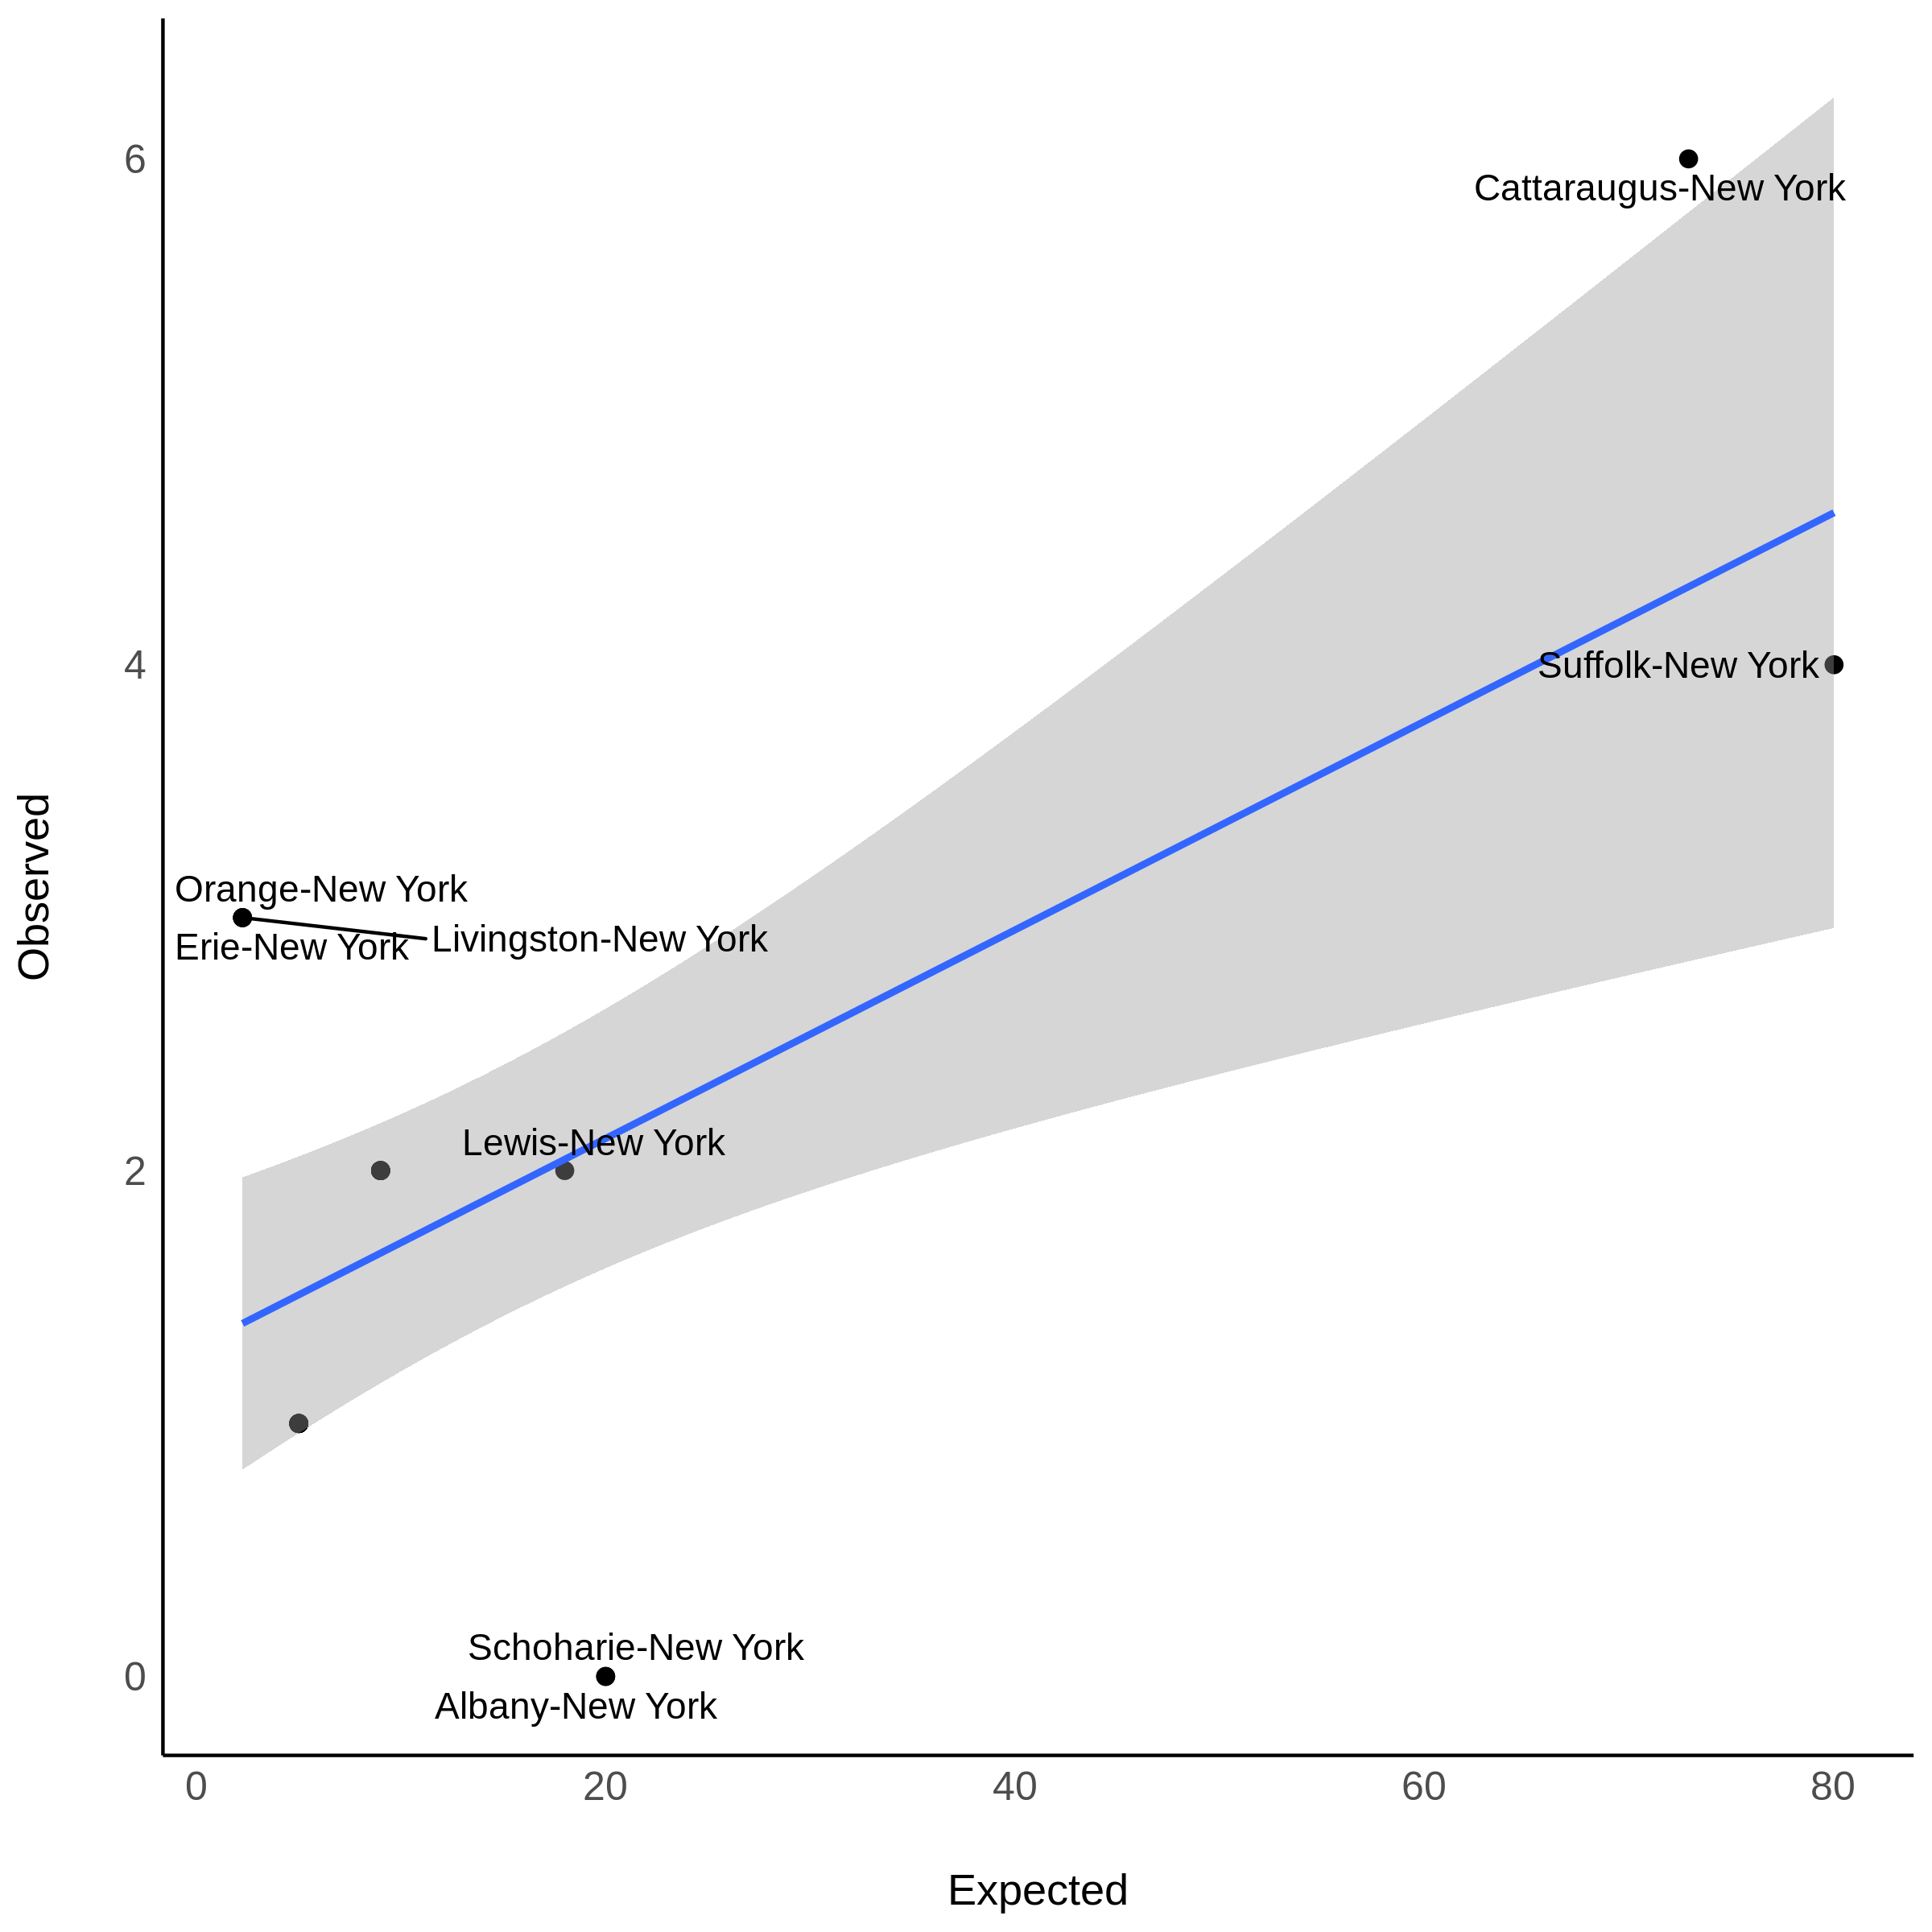 6
Cattaraugus-New York
4
Suffolk-New York
Observed
Orange-New York
Livingston-New York
Erie-New York
Lewis-New York
2
Schoharie-New York
0
Albany-New York
0 20 40 60 80
Expected